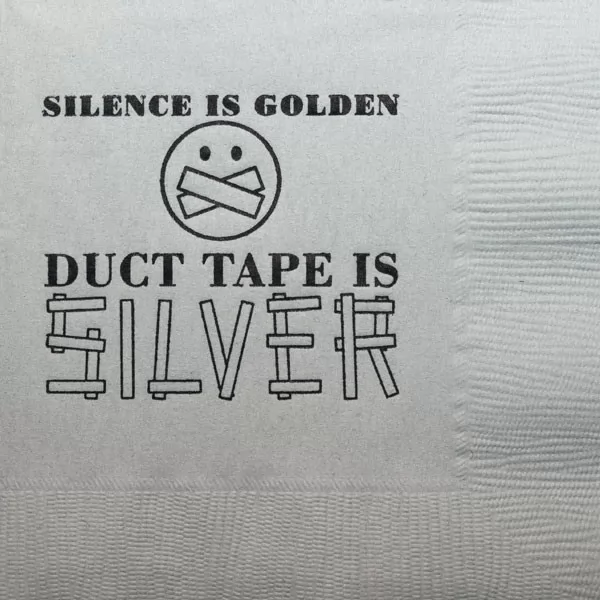 SILENCE IS GOLDEN
DUCT TAPE IS
SILVER